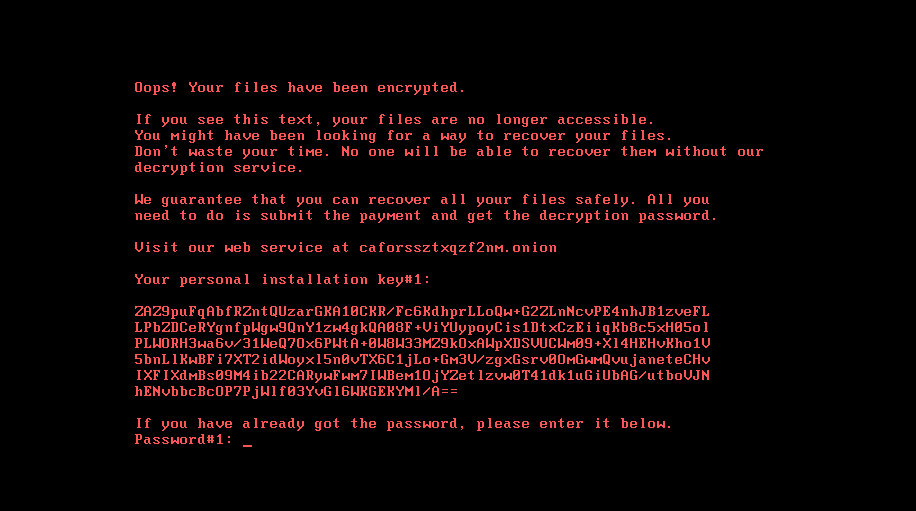 Oops! Your files have been encrypted.
If you see this text, your files are no longer accessible.
You might have been looking for a way to recover your files.
Don't waste your time. No one will be able to recover them without our
decryption service.
We guarantee that you can recover all your files safely. All you
need to do is submit the payment and get the decryption password.
Visit our web service at caforssztxqzf2nm.onion
Your personal installation key#1:
ZAZ9puFqAbfRZntQUzarGKA10CKR/Fc6KdhprLLoQw+G2ZLnNcvPE4nhJB1zveFL
LPbZDCeRYgnfpWgw9QnY1zw4gkQA08F+ViYUypoyCis1DtxCzEiiqKb8c5xH05ol
PLWORH3wa6v/31WeQ7Ox6PWtA+0W8W33MZ9kOxAWpXDSVUCWm09+Xl4HEHvKho1V
5bnLlKwBFi7XT2idWoyxl5n0vTX6C1jLo+Gm3V/zgxGsrv0OMGwmQvujaneteCHv
IXFIXdmBs09M4ib22CARywFwm7IWBem1OjYZetlzvw0T41dk1uGiUbAG/utboVJN
hENvbbcBcOP7PjWlf03YvGl6WKGEKYMl/A==
If you have already got the password, please enter it below.
Password#1: _